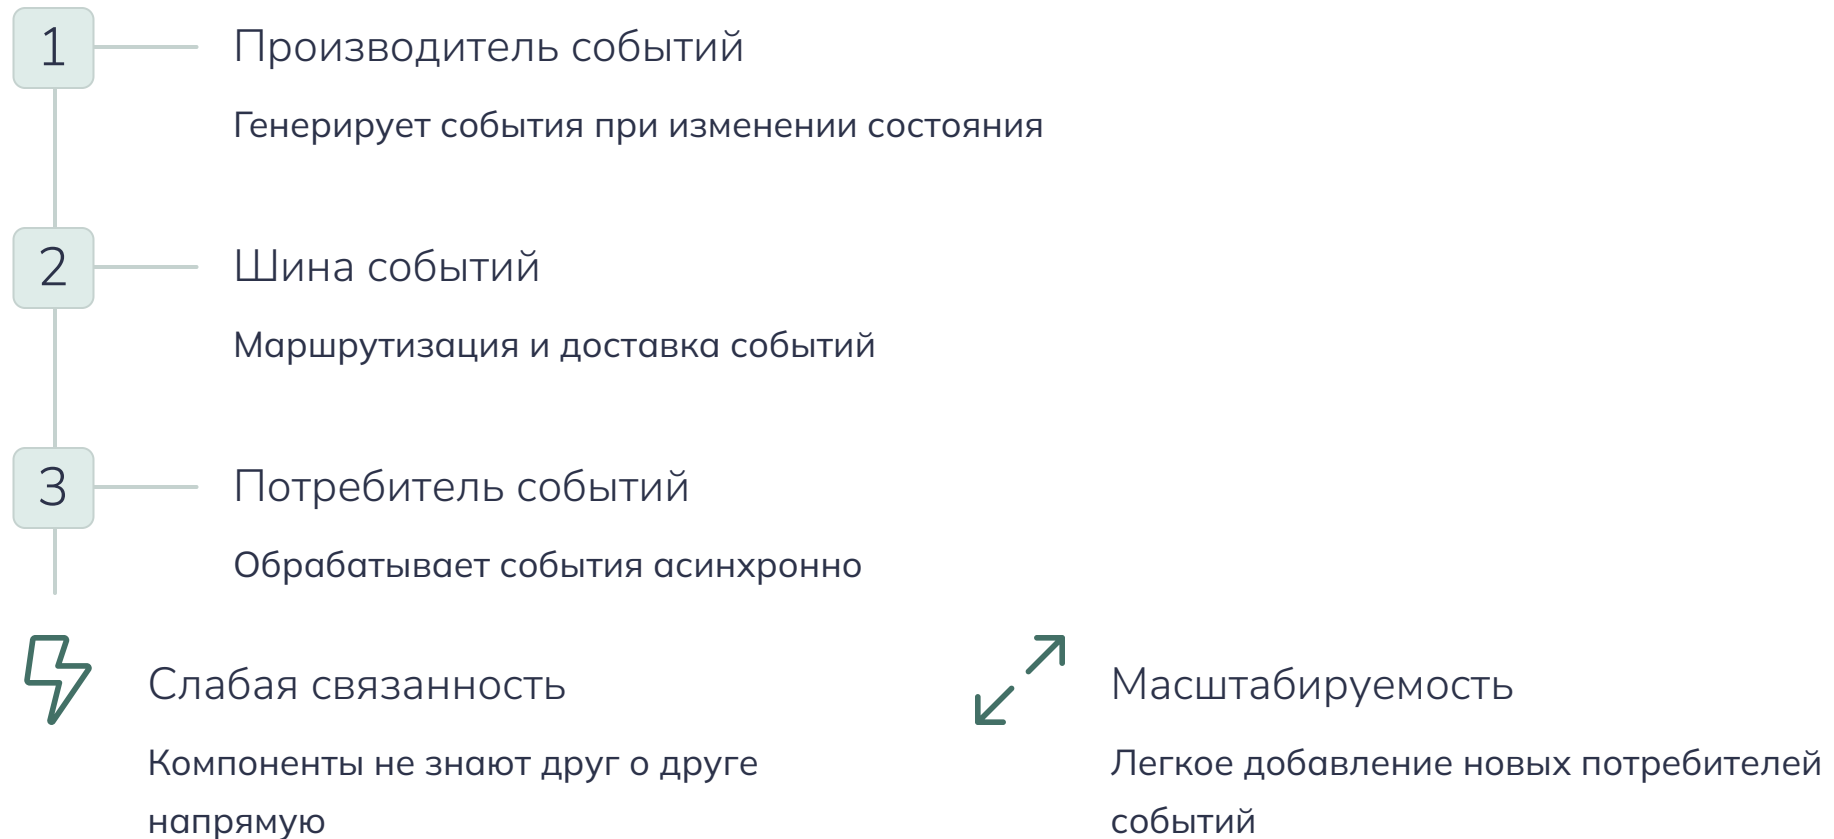 1
Производитель событий
Генерирует события при изменении состояния
2
Шина событий
Маршрутизация и доставка событий
3
Потребитель событий
Обрабатывает события асинхронно
Слабая связанность
Компоненты не знают друг о друге
напрямую
Масштабируемость
Легкое добавление новых потребителей
событий